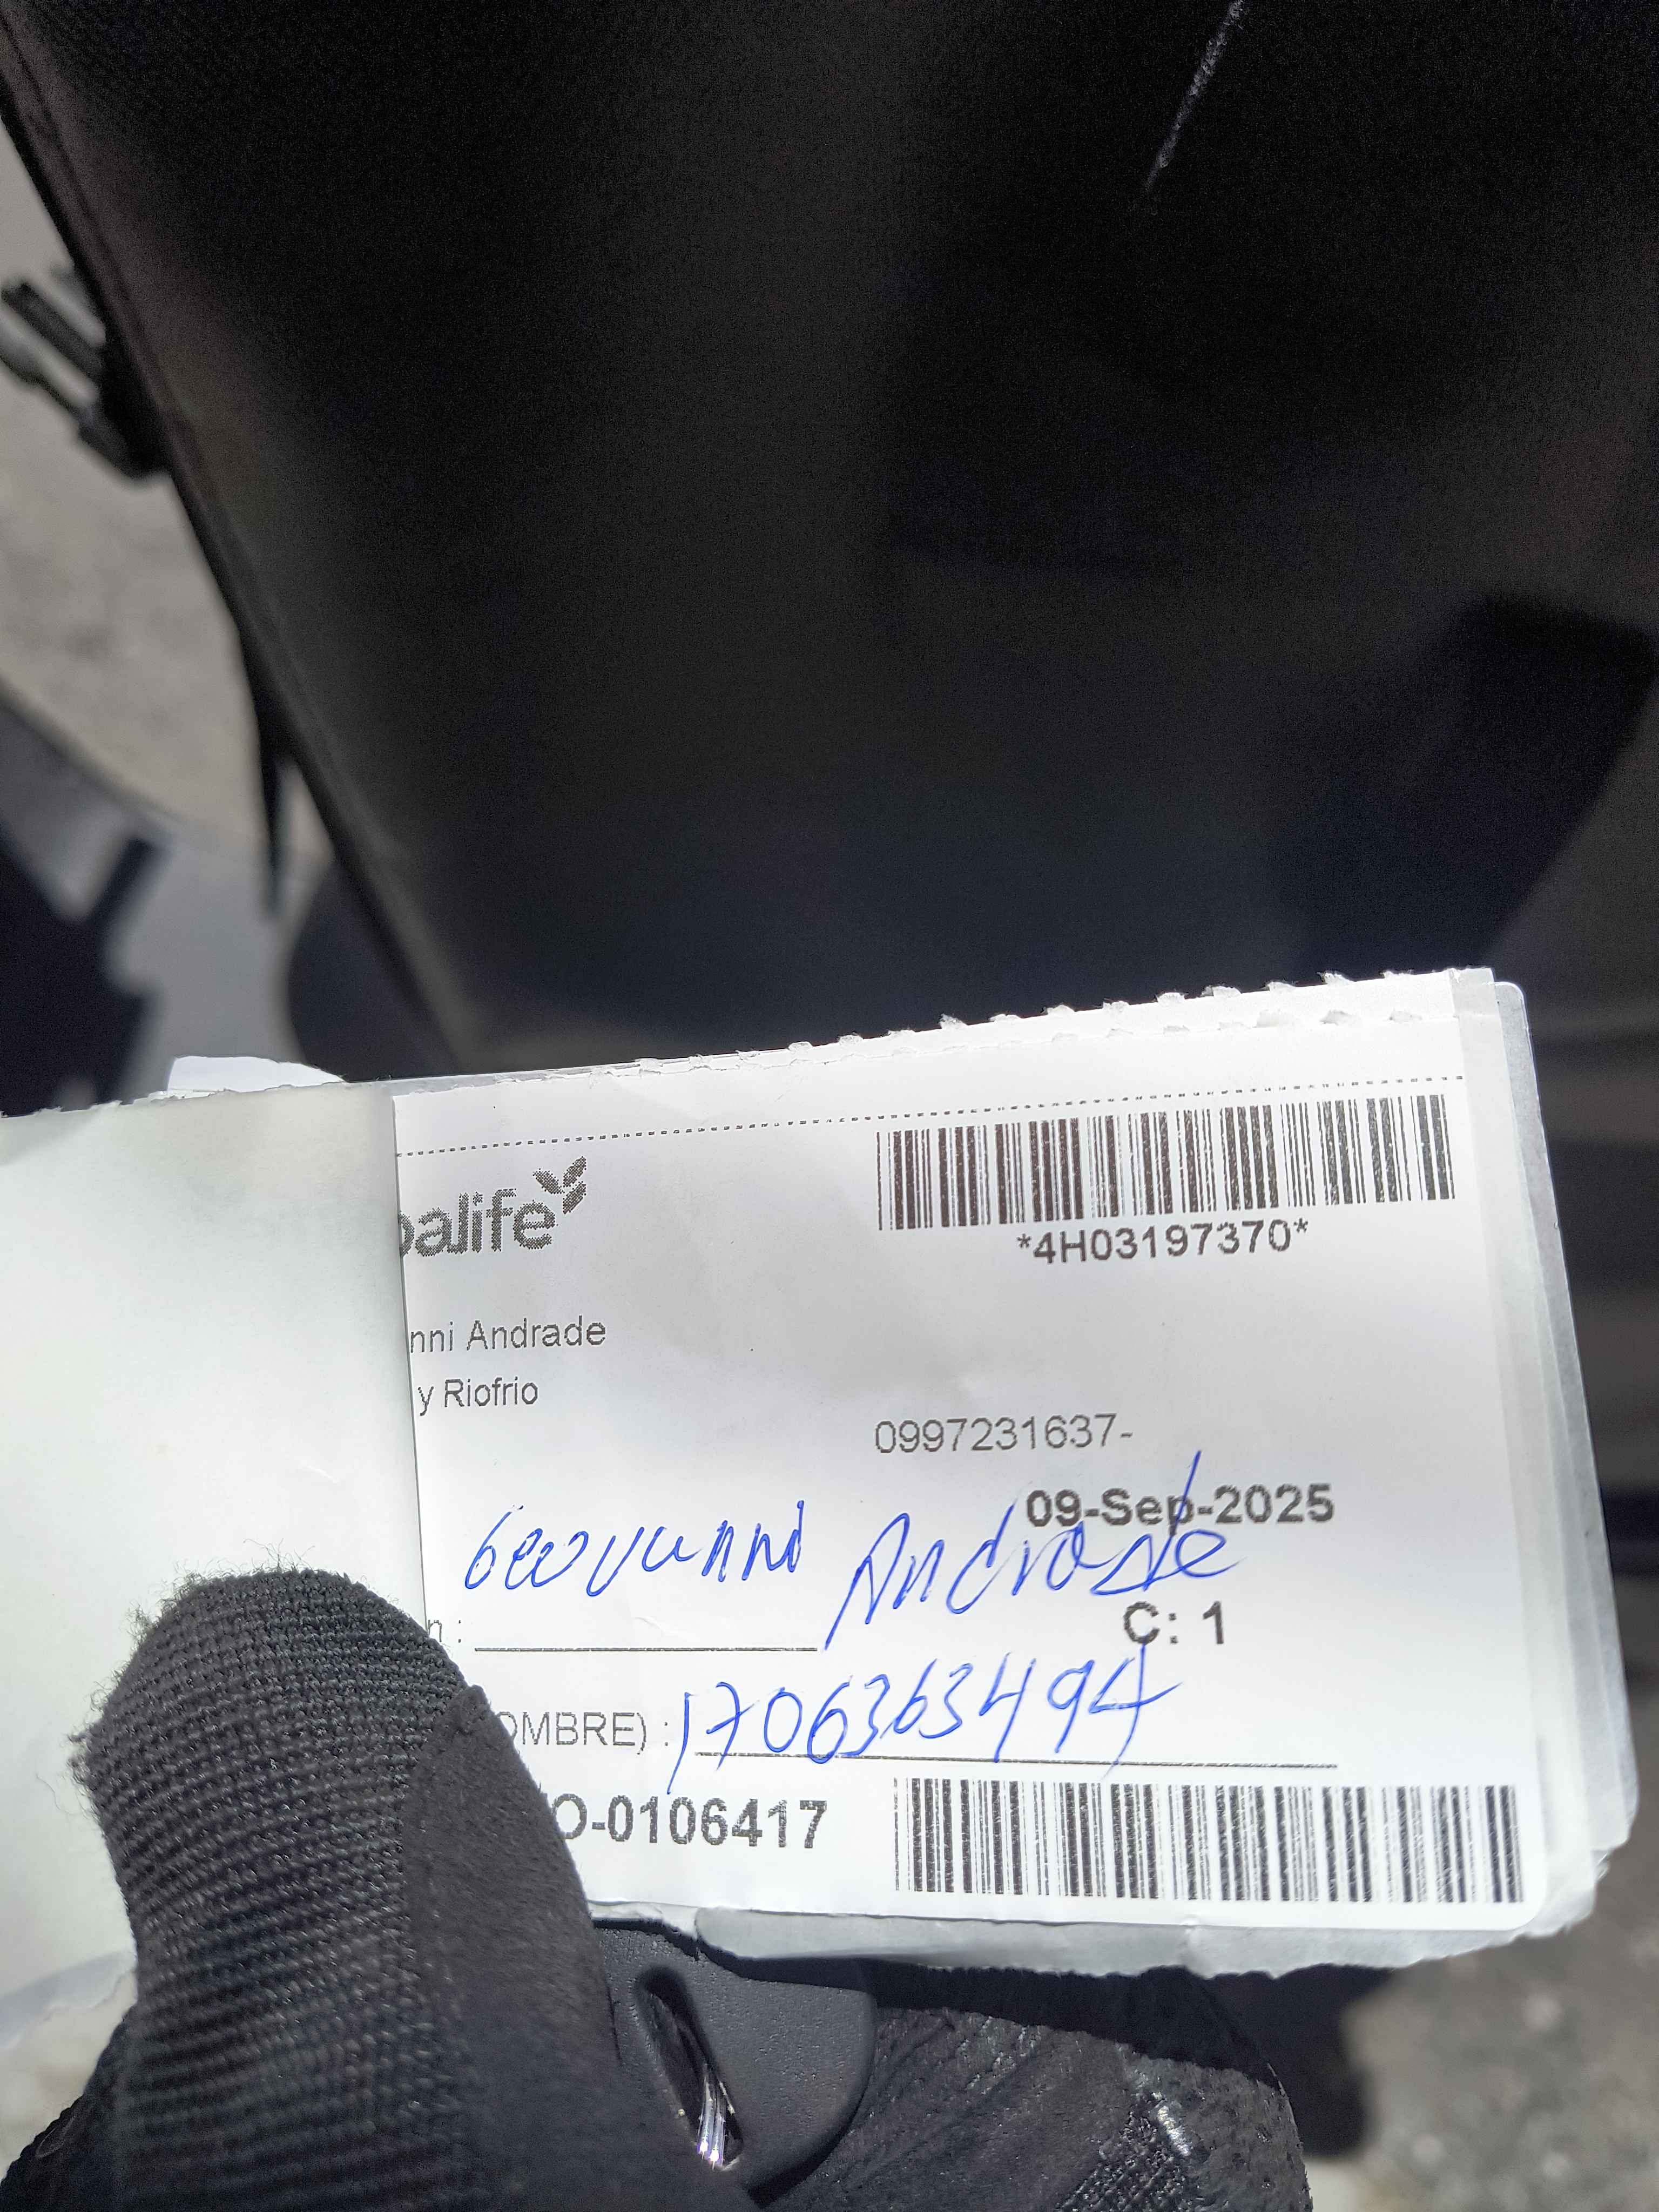 balife
*4H03197370*
nni Andrade
y Riofrio
0997231637-
09-Sep-2025
Geovanni Andrade
n :
C: 1
OMBRE) : 1706363494
O-0106417